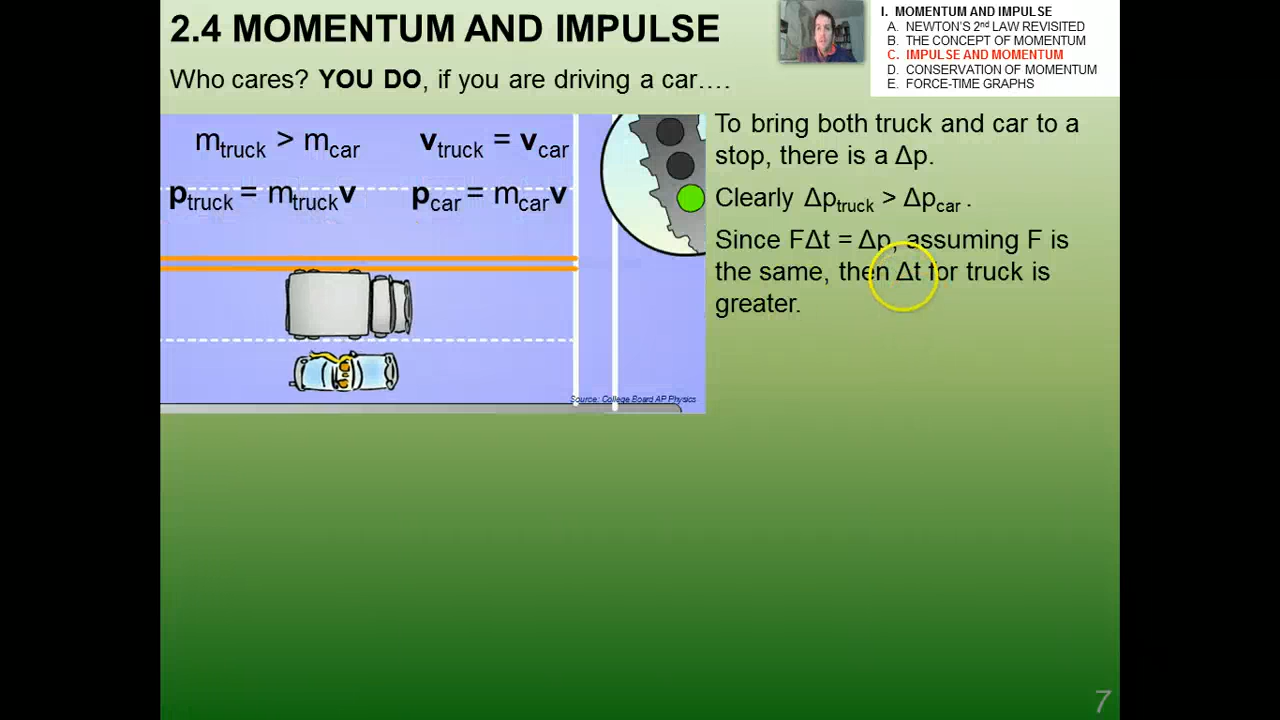 2.4 MOMENTUM AND IMPULSE
I. MOMENTUM AND IMPULSE
A. NEWTON'S 2nd LAW REVISITED
B. THE CONCEPT OF MOMENTUM
C. IMPULSE AND MOMENTUM
D. CONSERVATION OF MOMENTUM
E. FORCE-TIME GRAPHS
Who cares? YOU DO, if you are driving a car….
mtruck > mcar
vtruck = vcar
ptruck = mtruckv
pcar = mcarv
Source: College Board AP Physics
To bring both truck and car to a
stop, there is a Δp.
Clearly Δptruck > Δpcar .
Since FΔt = Δp, assuming F is
the same, then Δt for truck is
greater.
7